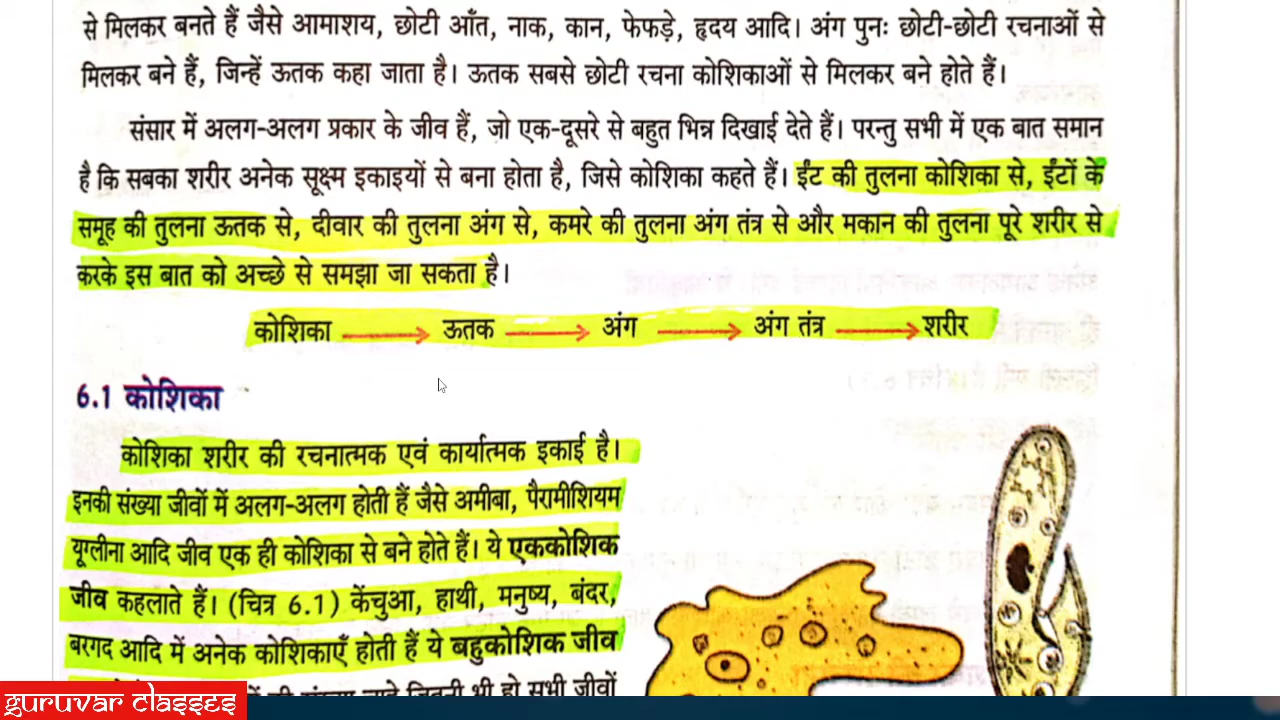 से मिलकर बनते हैं जैसे आमाशय, छोटी आँत, नाक, कान, फेफड़े, हृदय आदि। अंग पुनः छोटी-छोटी रचनाओं से
मिलकर बने हैं, जिन्हें ऊतक कहा जाता है। ऊतक सबसे छोटी रचना कोशिकाओं से मिलकर बने होते हैं।
संसार में अलग-अलग प्रकार के जीव हैं, जो एक-दूसरे से बहुत भिन्न दिखाई देते हैं। परन्तु सभी में एक बात समान
है कि सबका शरीर अनेक सूक्ष्म इकाइयों से बना होता है, जिसे कोशिका कहते हैं। ईंट की तुलना कोशिका से, ईंटों के
समूह की तुलना ऊतक से, दीवार की तुलना अंग से, कमरे की तुलना अंग तंत्र से और मकान की तुलना पूरे शरीर से
करके इस बात को अच्छे से समझा जा सकता है।
कोशिका → ऊतक → अंग → अंग तंत्र → शरीर
6.1 कोशिका
कोशिका शरीर की रचनात्मक एवं कार्यात्मक इकाई है।
इनकी संख्या जीवों में अलग-अलग होती हैं जैसे अमीबा, पैरामीशियम
यूग्लीना आदि जीव एक ही कोशिका से बने होते हैं। ये एककोशिक
जीव कहलाते हैं। (चित्र 6.1) केंचुआ, हाथी, मनुष्य, बंदर,
बरगद आदि में अनेक कोशिकाएँ होती हैं ये बहुकोशिक जीव
भी हो सभी जीवों
guruvar classes